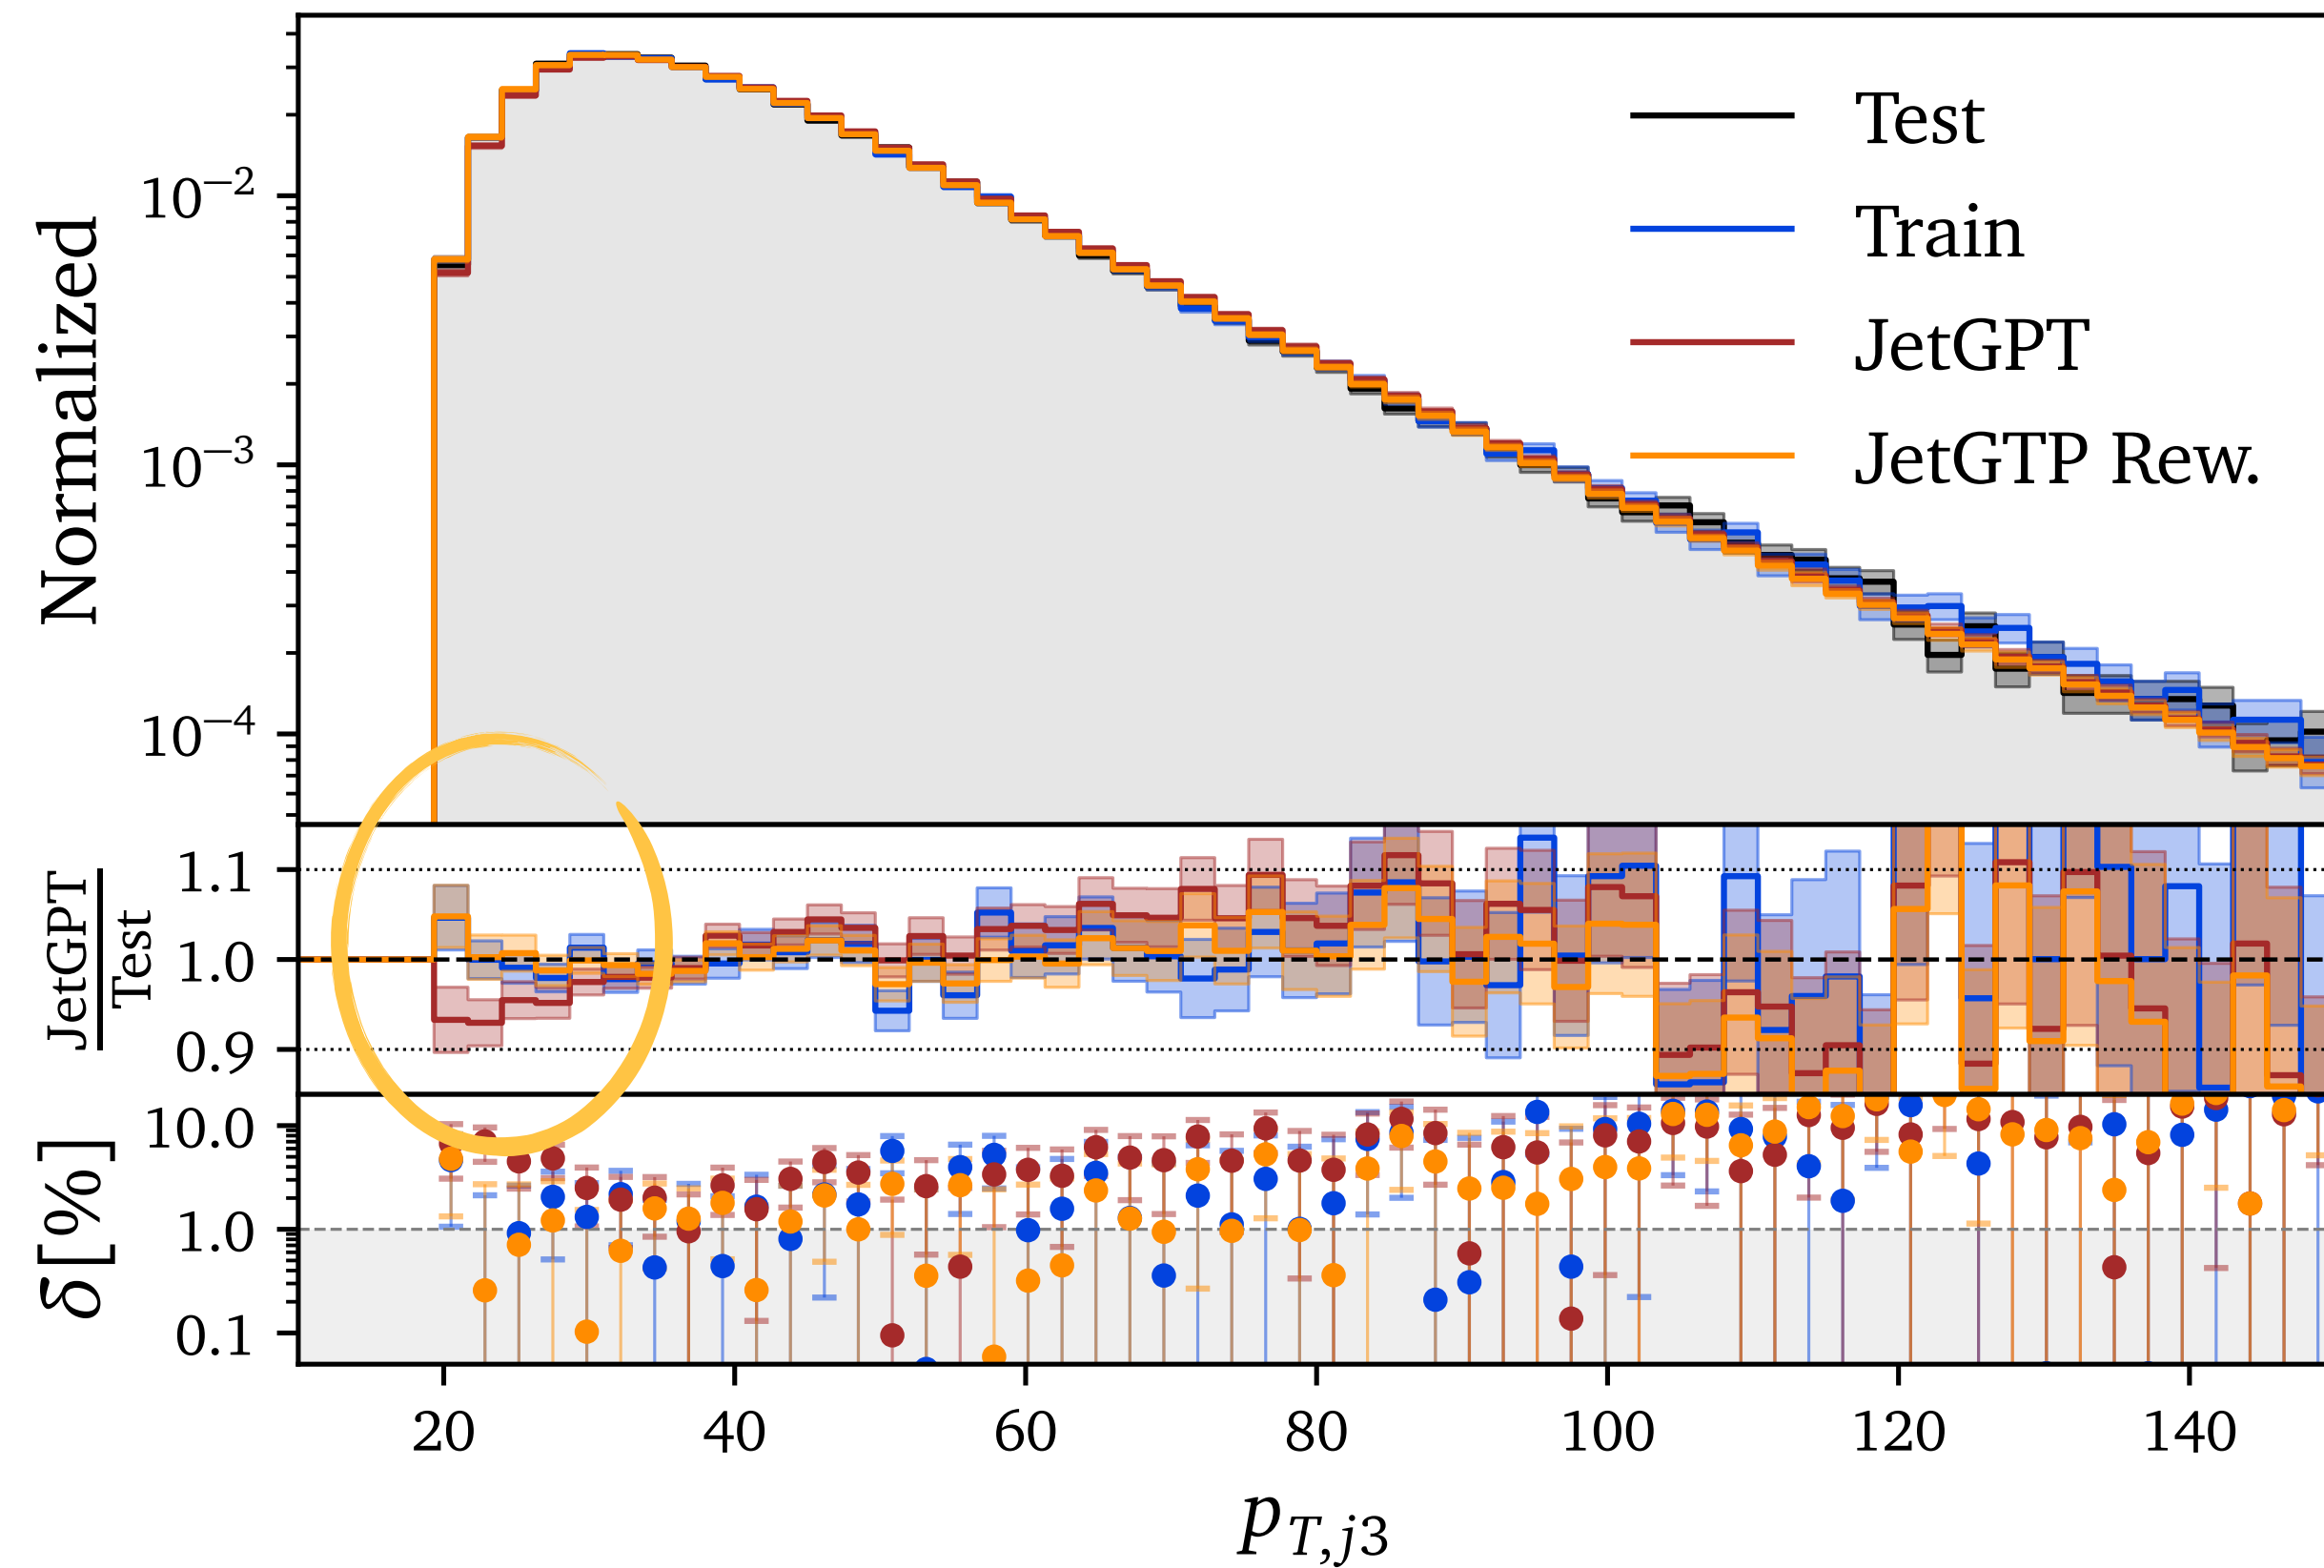 Normalized
10⁻²
10⁻³
10⁻⁴
Test
Train
JetGPT
JetGTP Rew.
JetGPT
Test
1.1
1.0
0.9
δ[%]
10.0
1.0
0.1
20 40 60 80 100 120 140
p_{T,j3}